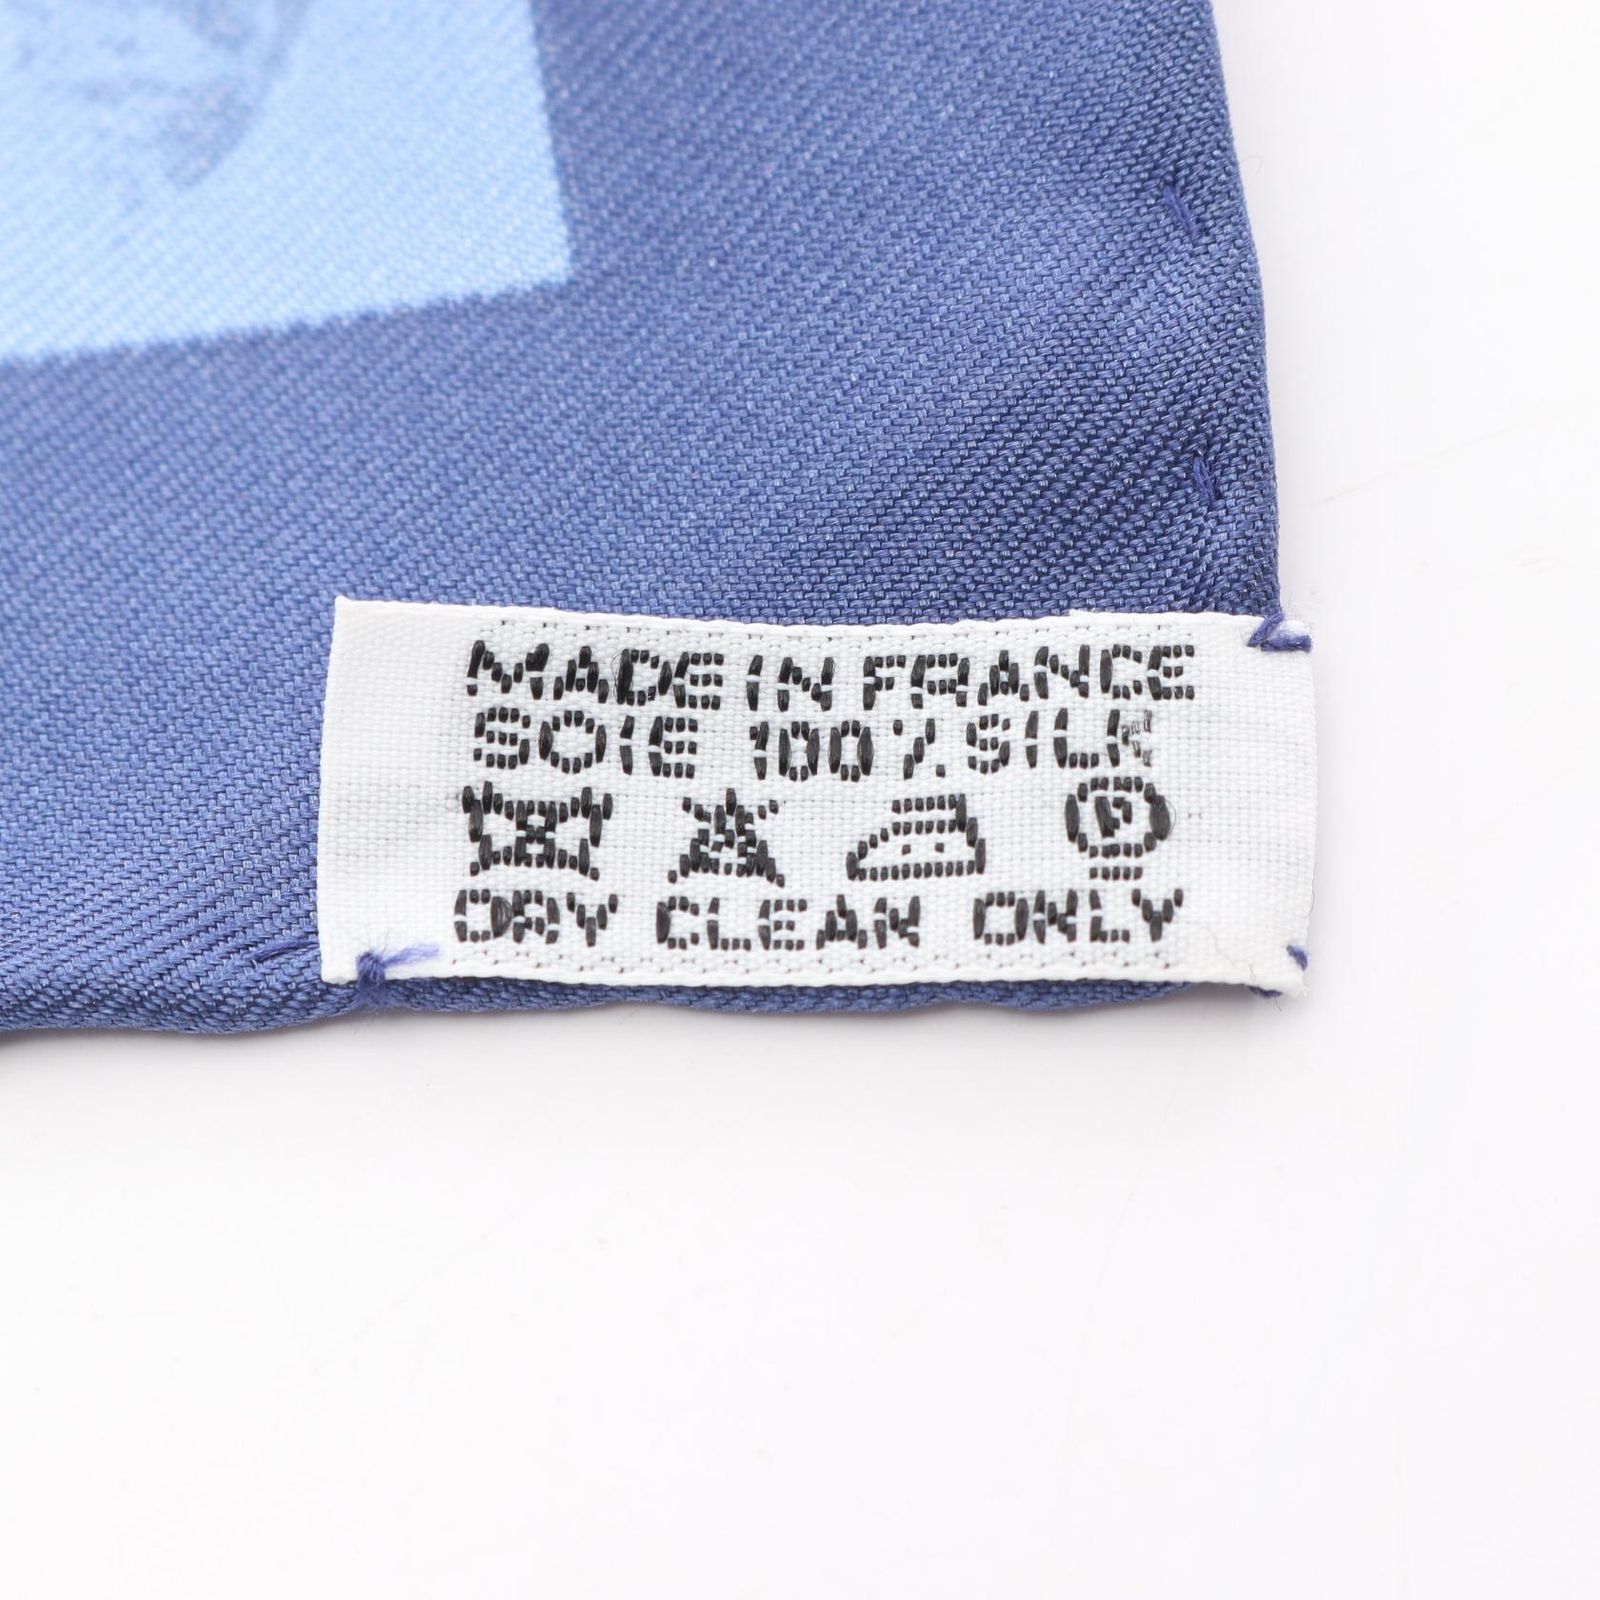 MADE IN FRANCE
SOIE 100% SILK
P
DRY CLEAN ONLY